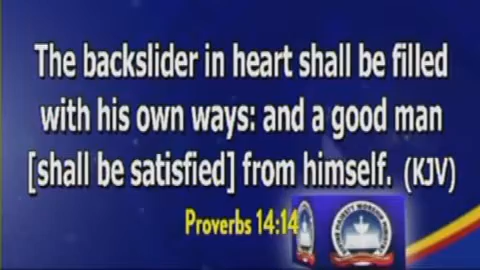 The backslider in heart shall be filled
with his own ways: and a good man
[shall be satisfied] from himself. (KJV)
Proverbs 14:14